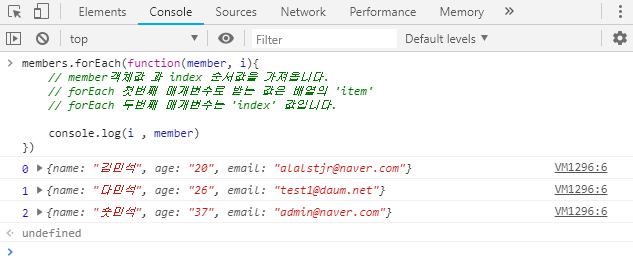 Elements Console Sources Network Performance Memory »
top Filter Default levels
members.forEach(function(member, i){
// member객체값 과 index 순서값을 가져옵니다.
// forEach 첫번째 매개변수로 받는 값은 배열의 'item'
// forEach 두번째 매개변수는 'index' 값입니다.
console.log(i , member)
})
0 {name: "김민석", age: "20", email: "alalstjr@naver.com"} VM1296:6
1 {name: "다민석", age: "26", email: "test1@daum.net"} VM1296:6
2 {name: "훗민석", age: "37", email: "admin@naver.com"} VM1296:6
undefined